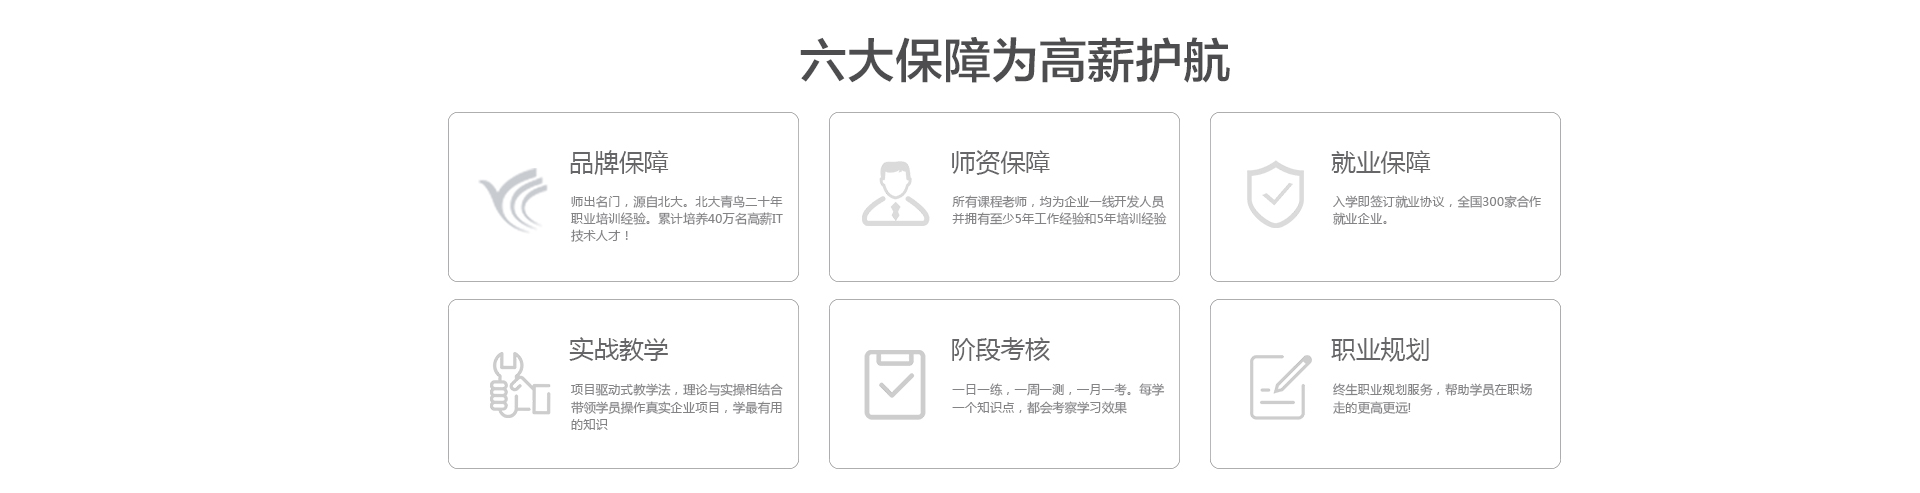 六大保障为高薪护航
品牌保障
师出名门，源自北大。北大青鸟二十年
职业培训经验。累计培养40万名高薪IT
技术人才！
师资保障
所有课程老师，均为企业一线开发人员
并拥有至少5年工作经验和5年培训经验
就业保障
入学即签订就业协议，全国300家合作
就业企业。
实战教学
项目驱动式教学法，理论与实操相结合
带领学员操作真实企业项目，学最有用
的知识
阶段考核
一日一练，一周一测，一月一考。每学
一个知识点，都会考察学习效果
职业规划
终生职业规划服务，帮助学员在职场
走的更高更远!